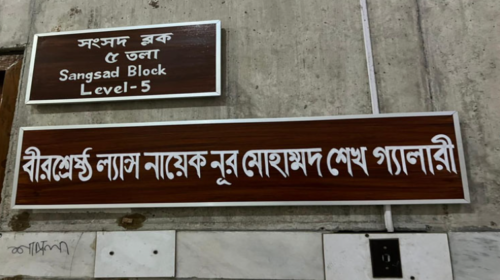 সংসদ ব্লক
৫ তলা
Sangsad Block
Level-5
বীরশ্রেষ্ঠ ল্যান্স নায়েক নূর মোহাম্মদ শেখ গ্যালারী